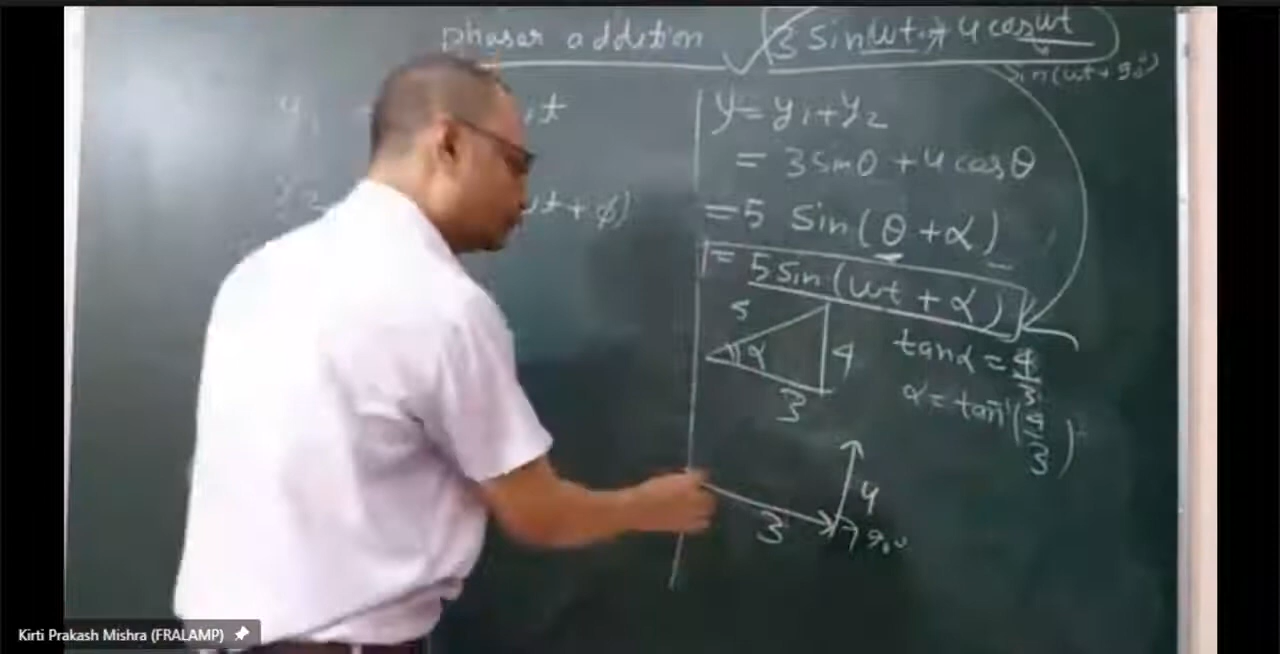 phasor addition
3 sin ωt + 4 cos ωt
sin(ωt + 90°)
y₁
ωt + φ)
y = y₁ + y₂
= 3 sin θ + 4 cos θ
= 5 sin(θ + α)
= 5 sin(ωt + α)
5
α
4
3
tan α = 4/3
α = tan⁻¹(4/3)
4
3
90°
Kirti Prakash Mishra (FRALAMP)